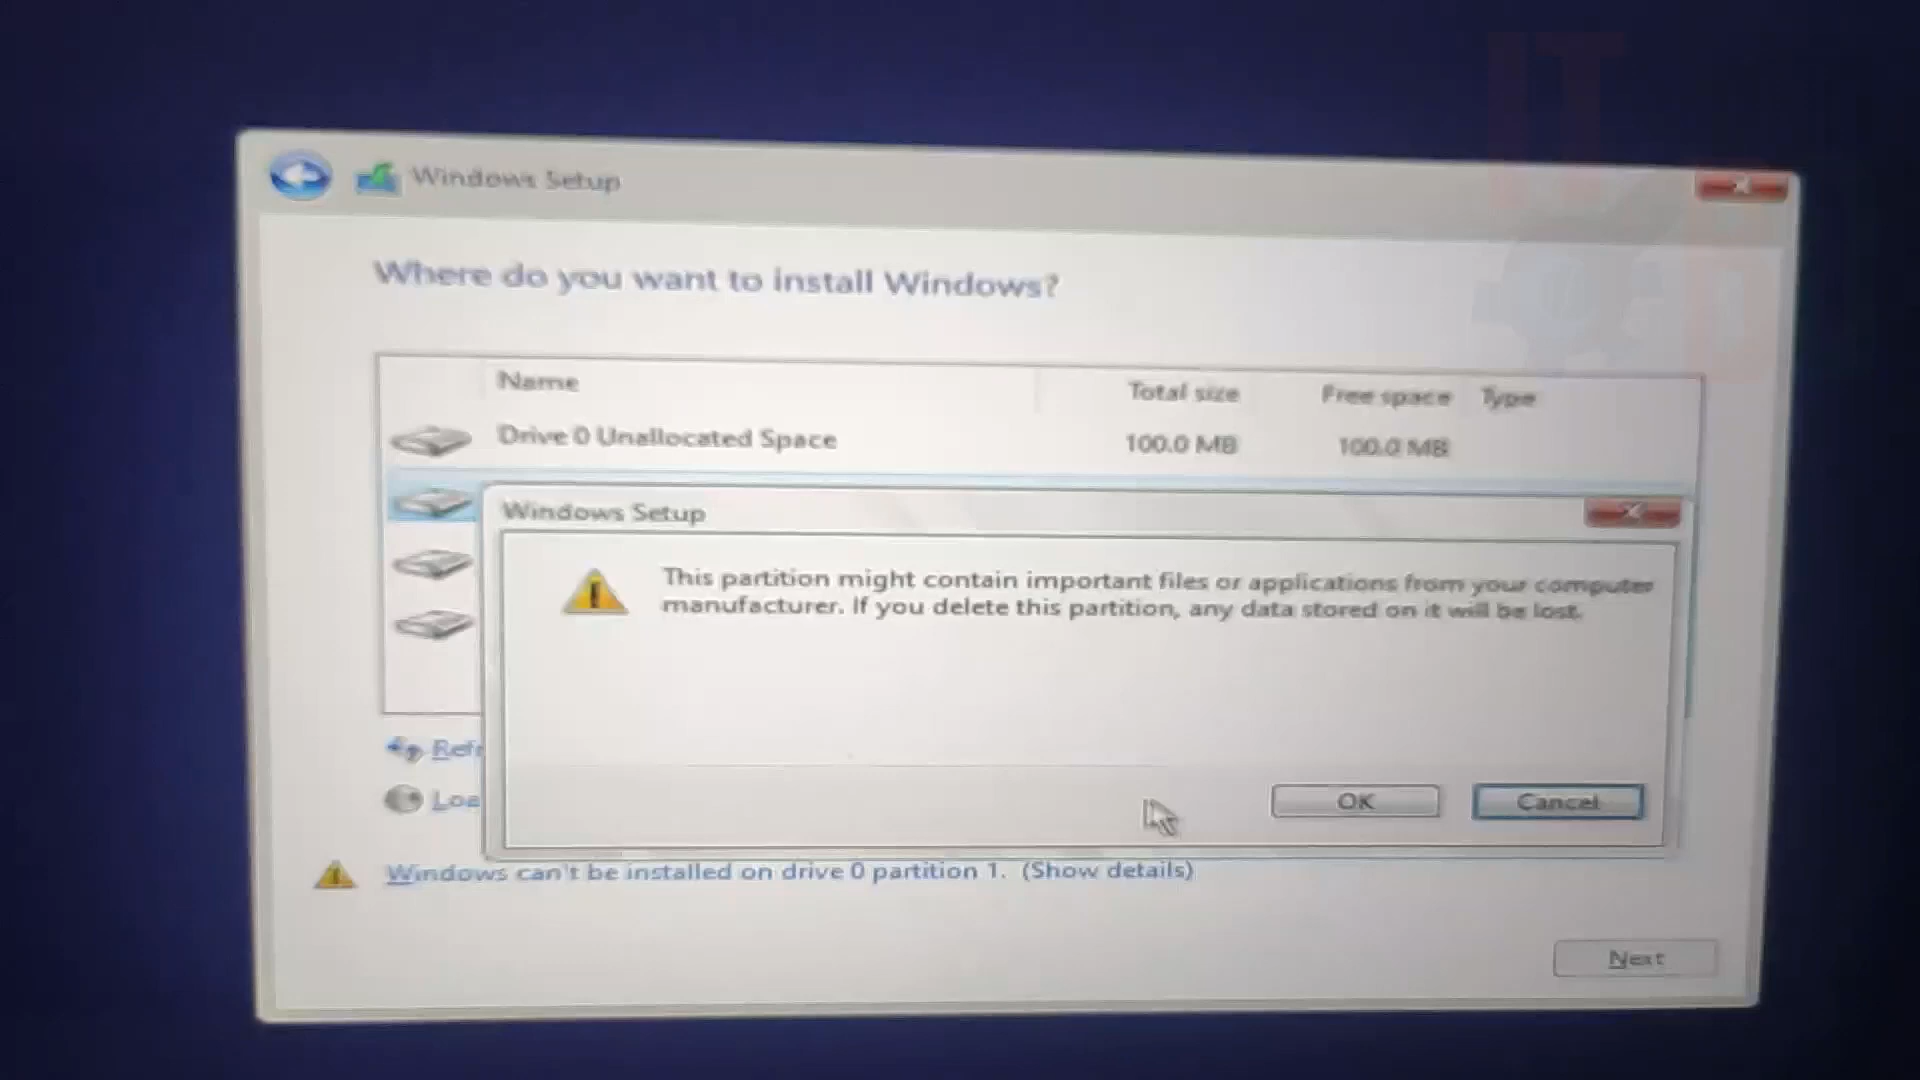 Windows Setup
Where do you want to install Windows?
Name Total size Free space Type
Drive 0 Unallocated Space 100.0 MB 100.0 MB
Windows Setup
This partition might contain important files or applications from your computer
manufacturer. If you delete this partition, any data stored on it will be lost.
Refr
Loa
OK Cancel
Windows can't be installed on drive 0 partition 1. (Show details)
Next
IT